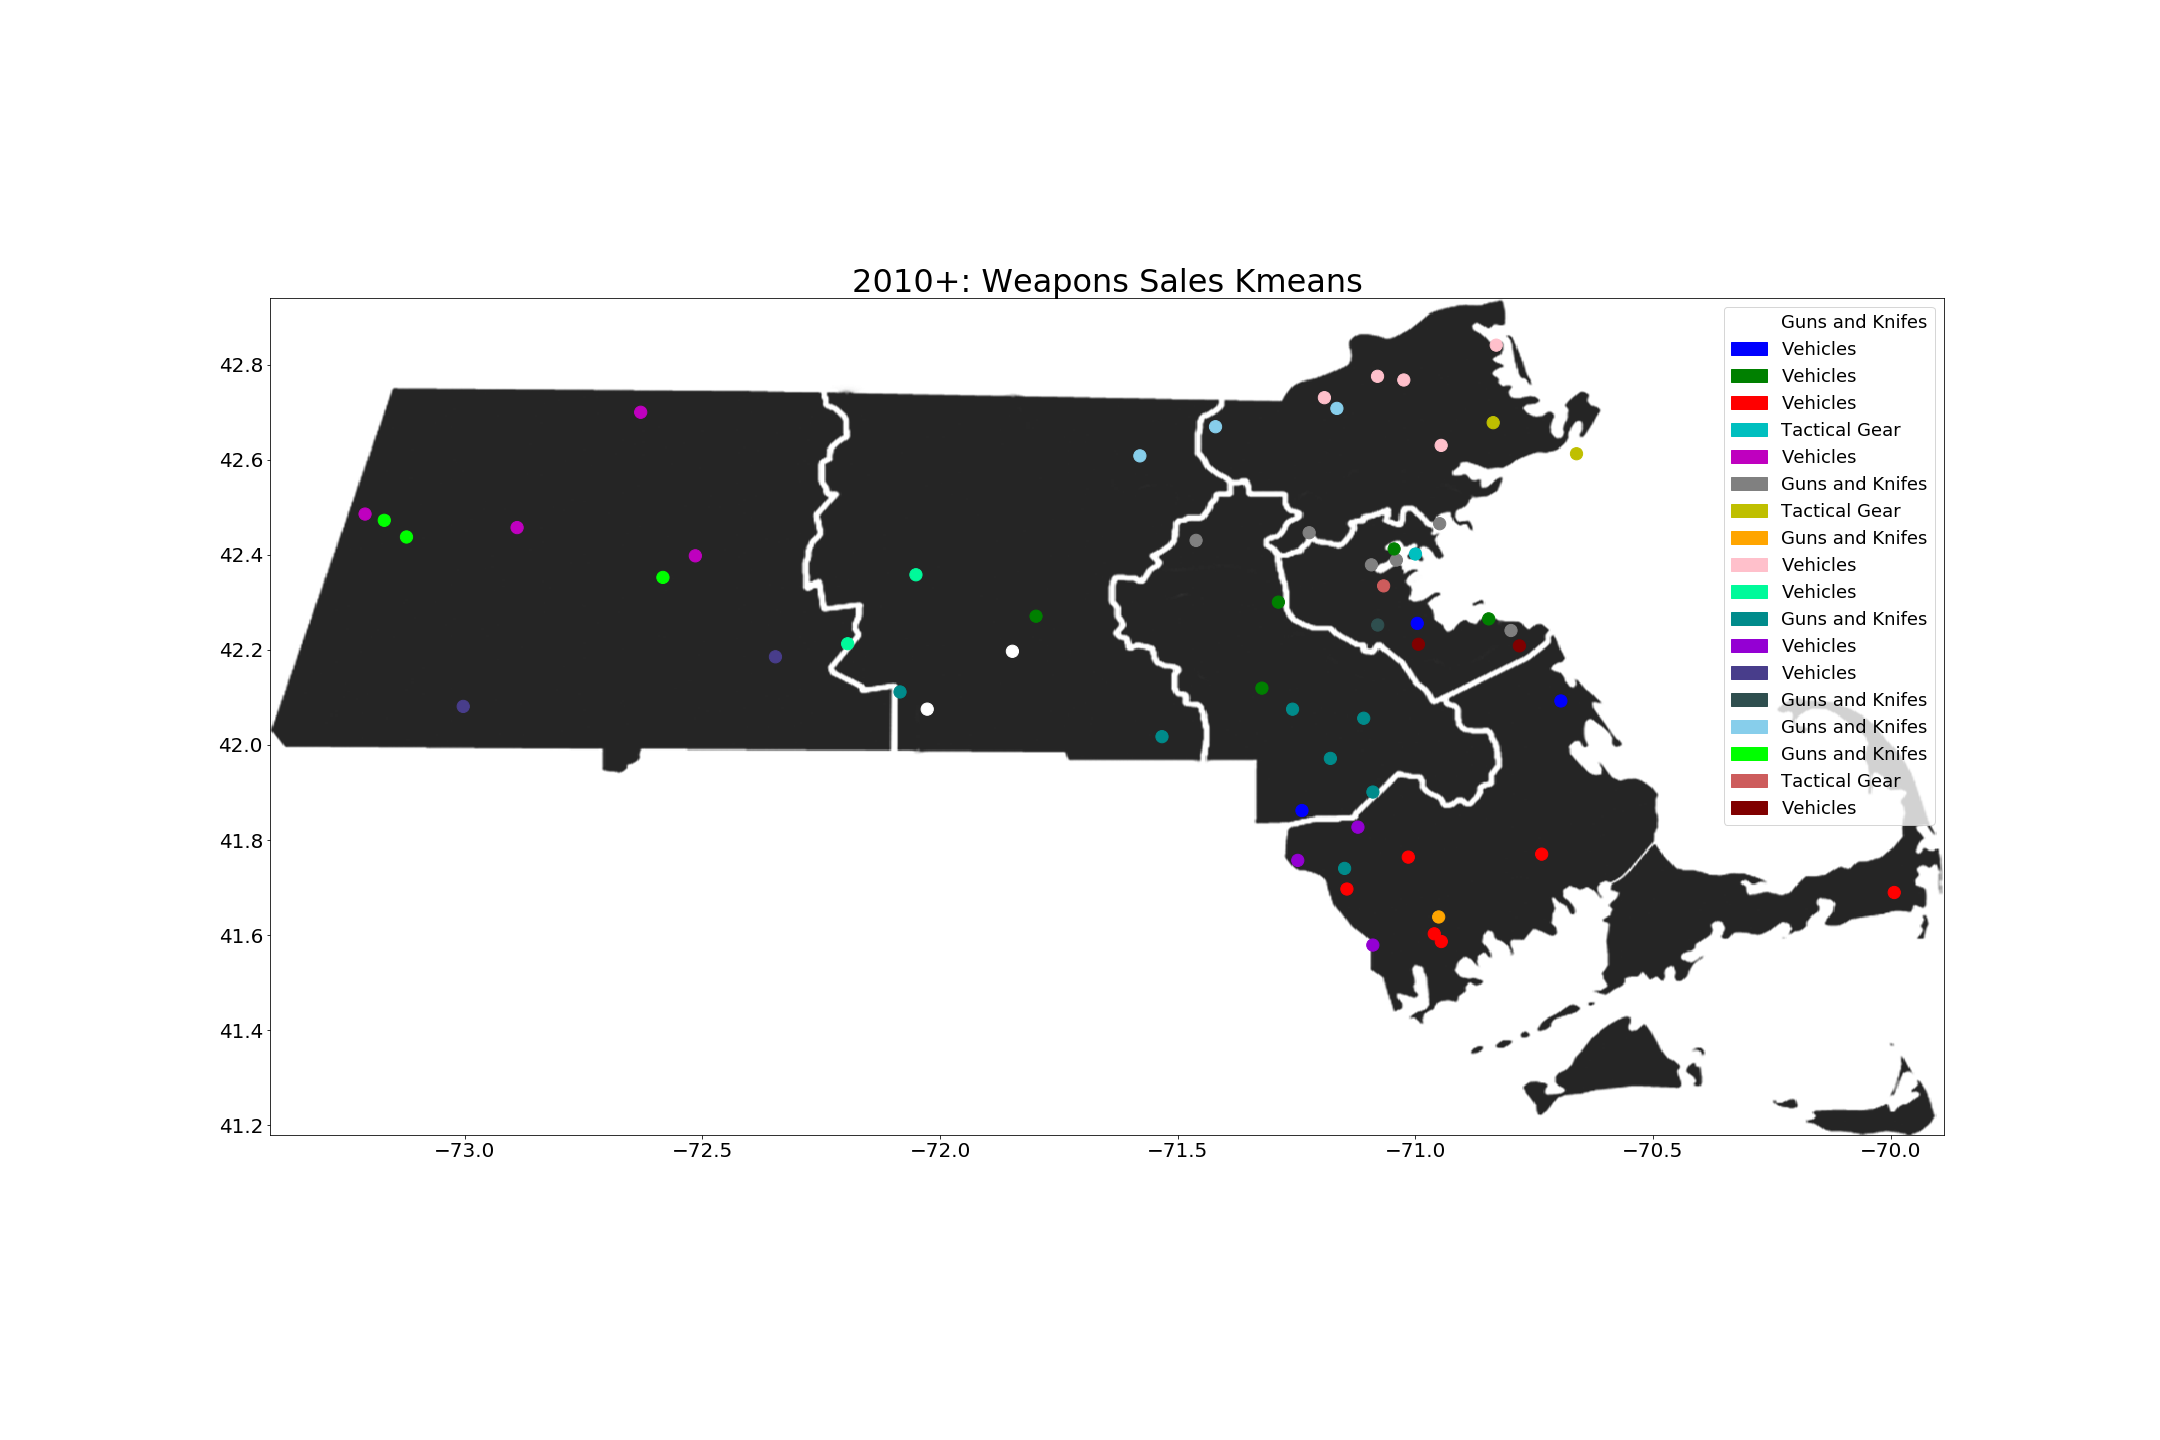 2010+: Weapons Sales Kmeans
Guns and Knifes
Vehicles
Vehicles
Vehicles
Tactical Gear
Vehicles
Guns and Knifes
Tactical Gear
Guns and Knifes
Vehicles
Vehicles
Guns and Knifes
Vehicles
Vehicles
Guns and Knifes
Guns and Knifes
Guns and Knifes
Tactical Gear
Vehicles
42.8
42.6
42.4
42.2
42.0
41.8
41.6
41.4
41.2
−73.0 −72.5 −72.0 −71.5 −71.0 −70.5 −70.0